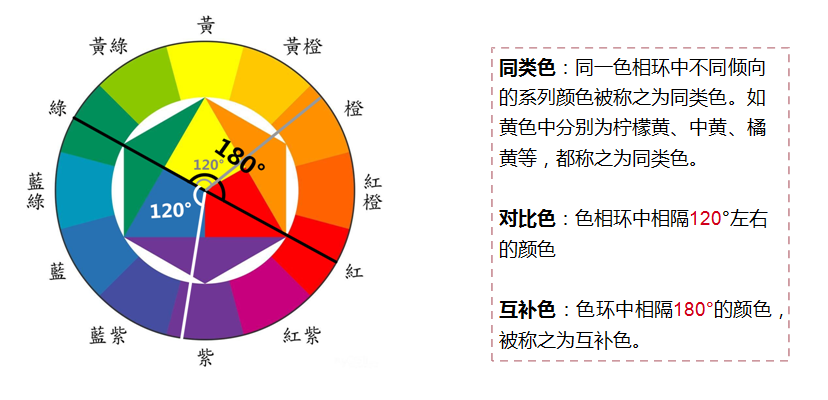 黃
黃綠
黃橙
綠
橙
180°
120°
藍
綠
120°
紅
橙
藍
紅
藍紫
紅紫
紫
同类色：同一色相环中不同倾向
的系列颜色被称之为同类色。如
黄色中分别为柠檬黄、中黄、橘
黄等，都称之为同类色。
对比色：色相环中相隔120°左右
的颜色
互补色：色环中相隔180°的颜色，
被称之为互补色。